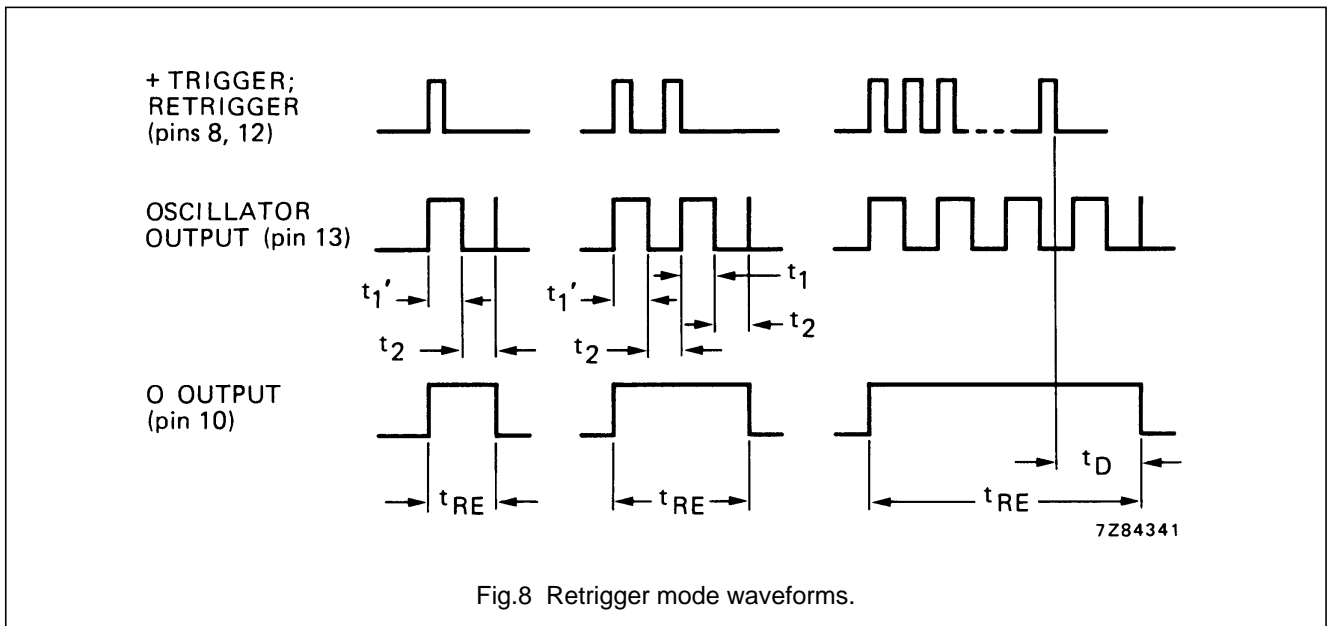 + TRIGGER;
RETRIGGER
(pins 8, 12)
OSCILLATOR
OUTPUT (pin 13)
t1' t1' t1
t2 t2 t2
O OUTPUT
(pin 10)
tD
tRE tRE tRE
7Z84341
Fig.8 Retrigger mode waveforms.